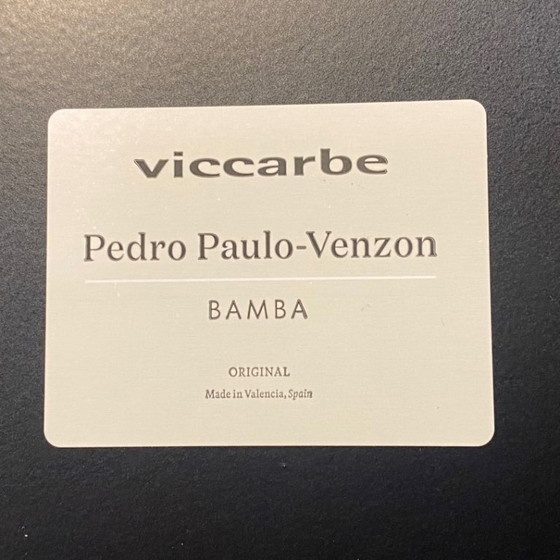 viccarbe
Pedro Paulo-Venzon
BAMBA
ORIGINAL
Made in Valencia, Spain